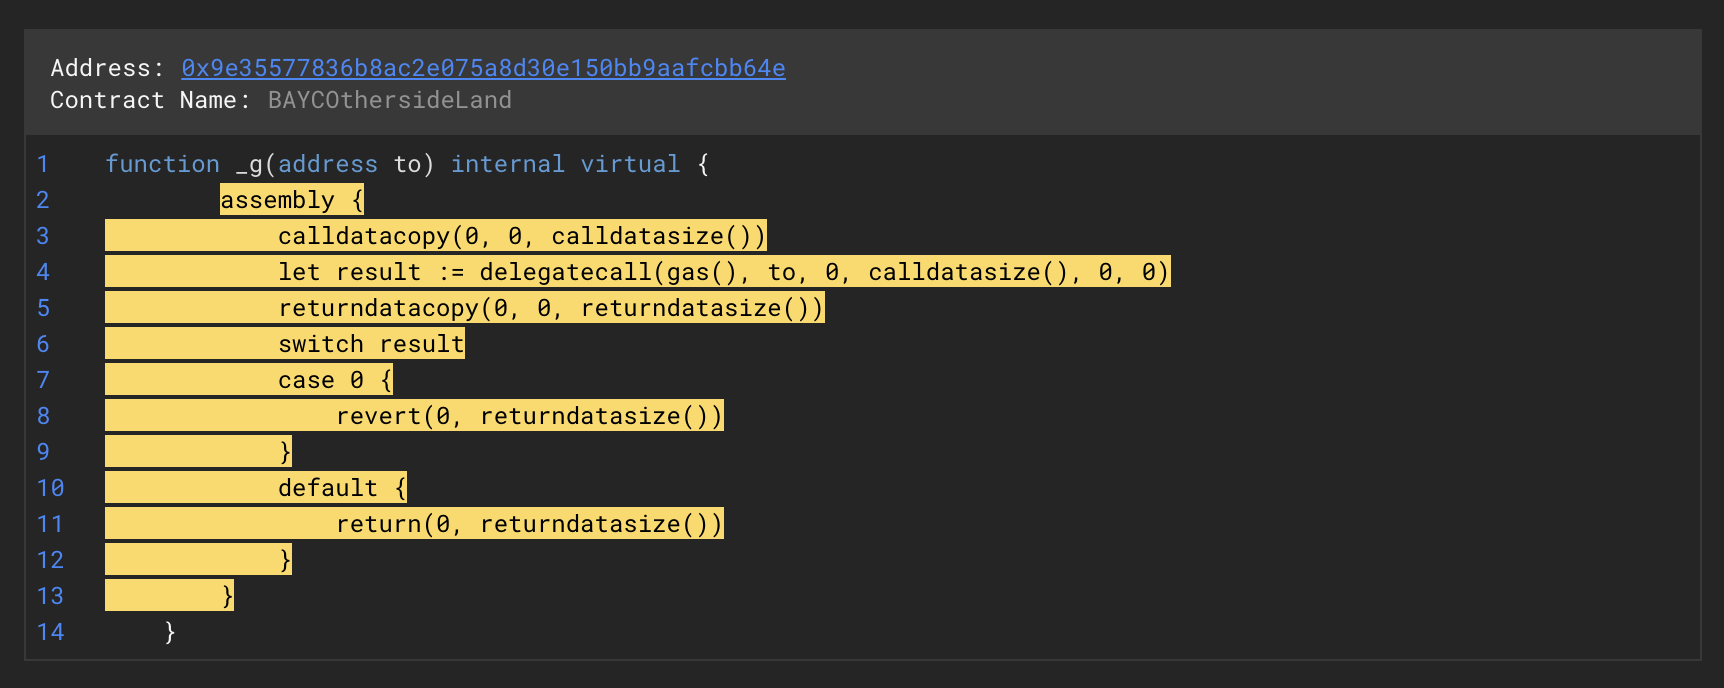 Address: 0x9e35577836b8ac2e075a8d30e150bb9aafcbb64e
Contract Name: BAYCOthersideLand
1 function _g(address to) internal virtual {
2 assembly {
3 calldatacopy(0, 0, calldatasize())
4 let result := delegatecall(gas(), to, 0, calldatasize(), 0, 0)
5 returndatacopy(0, 0, returndatasize())
6 switch result
7 case 0 {
8 revert(0, returndatasize())
9 }
10 default {
11 return(0, returndatasize())
12 }
13 }
14 }